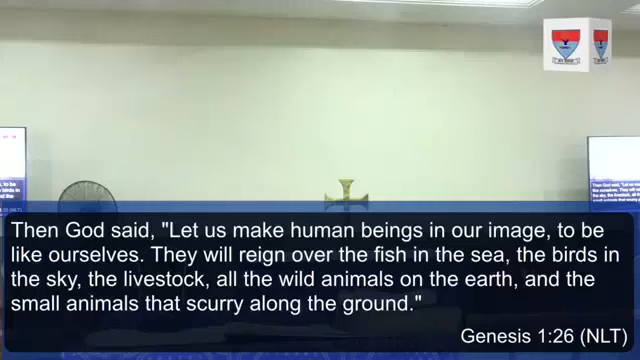 Then God said, "Let us make human beings in our image, to be
like ourselves. They will reign over the fish in the sea, the birds in
the sky, the livestock, all the wild animals on the earth, and the
small animals that scurry along the ground."
Genesis 1:26 (NLT)